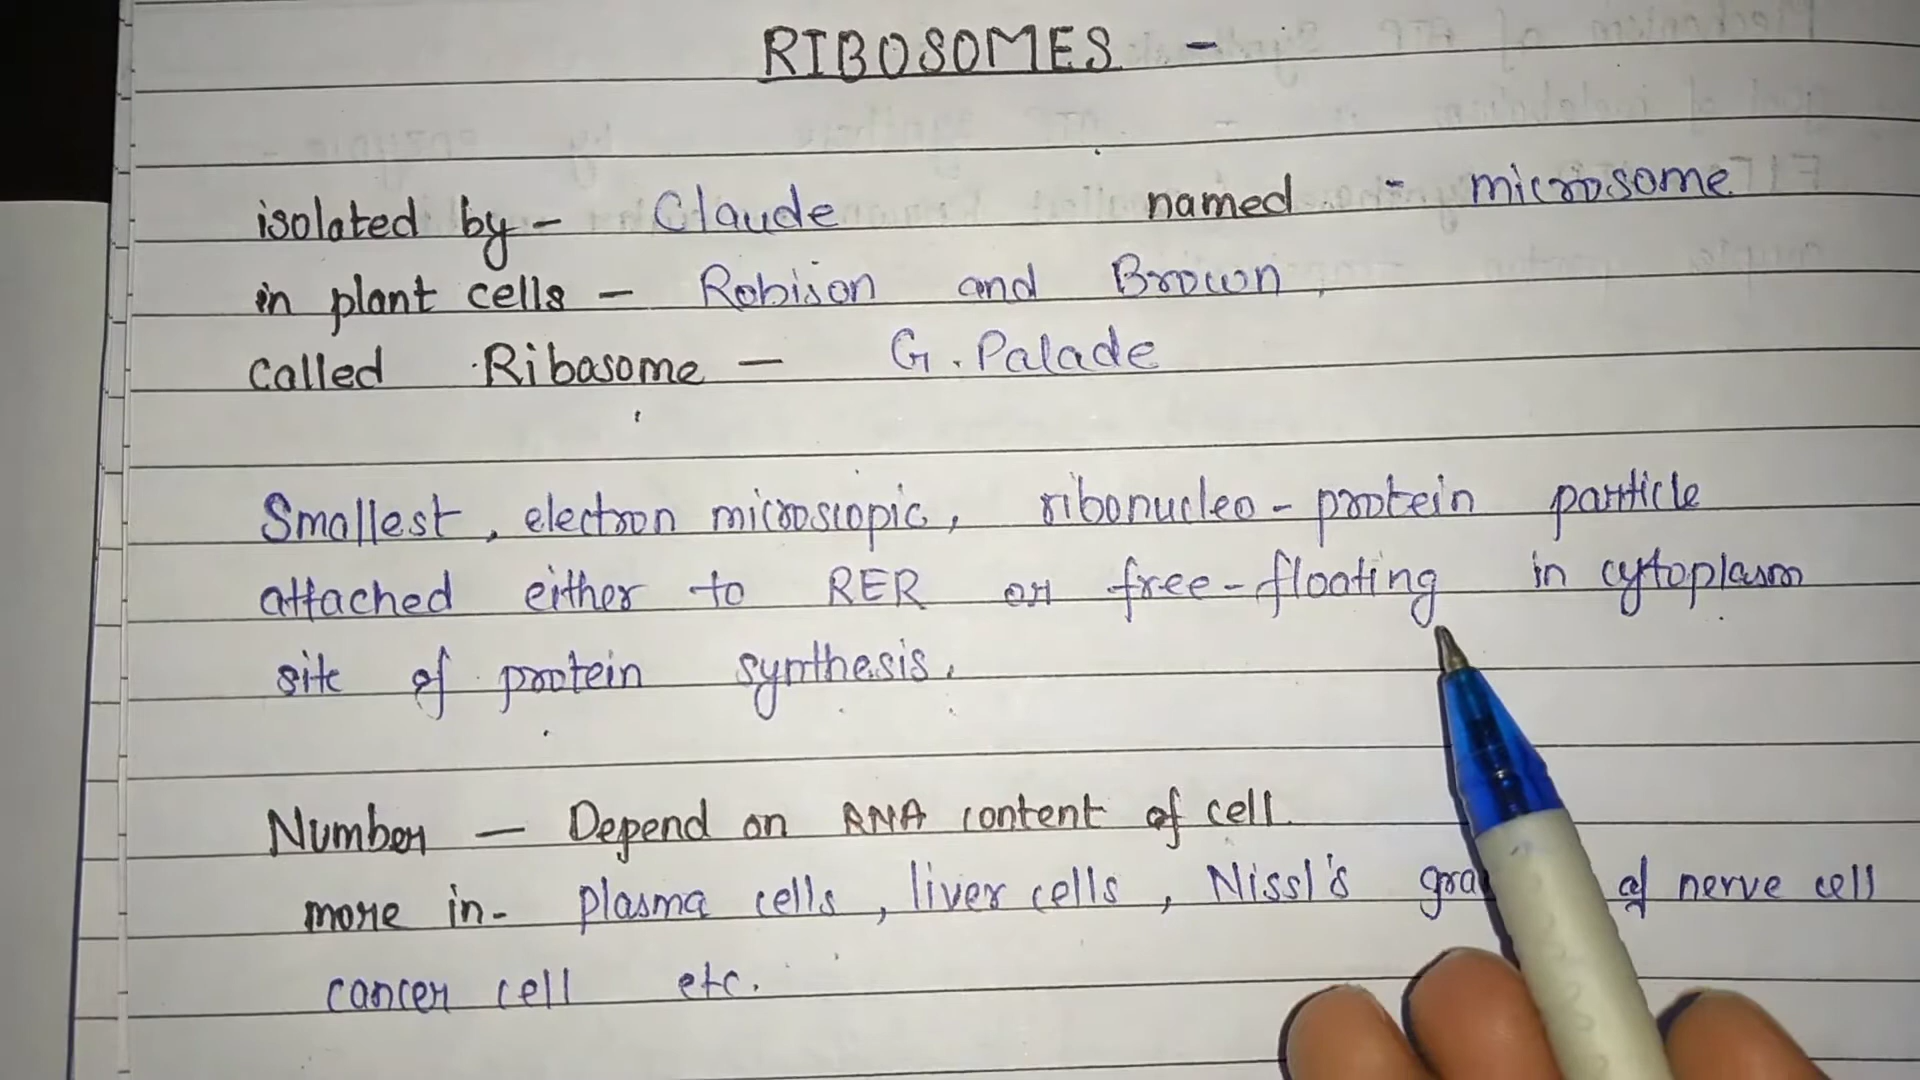 RIBOSOMES -
isolated by - Claude named - microsome
in plant cells - Robison and Brown
called Ribasome - G. Palade
Smallest, electron microscopic, ribonucleo - protein particle
attached either to RER or free-floating in cytoplasm
site of protein synthesis.
Number - Depend on RNA content of cell.
more in- plasma cells, liver cells, Nissl's of nerve cell
cancer cell etc.